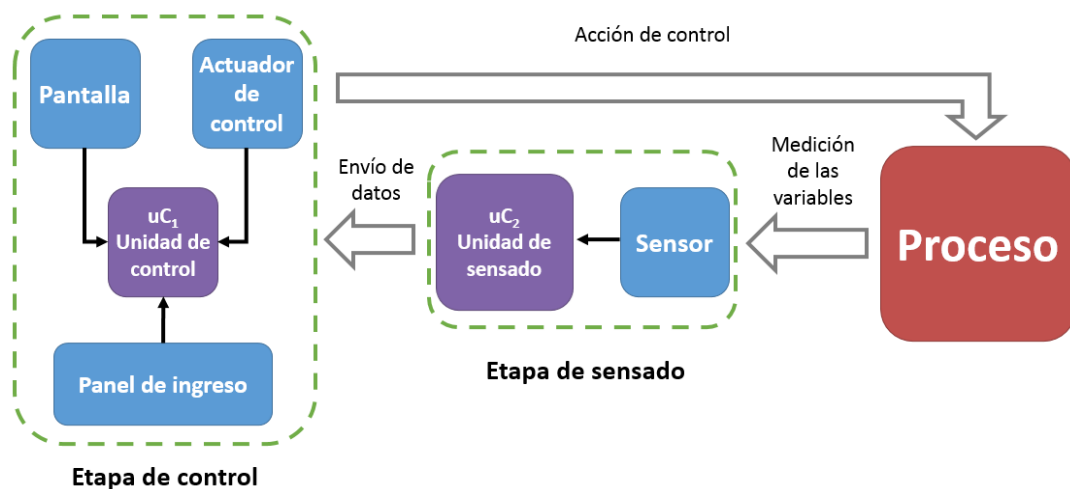 Pantalla
Actuador
de
control
uC₁
Unidad de
control
Panel de ingreso
Etapa de control
Acción de control
Envío de
datos
uC₂
Unidad de
sensado
Sensor
Etapa de sensado
Medición
de las
variables
Proceso